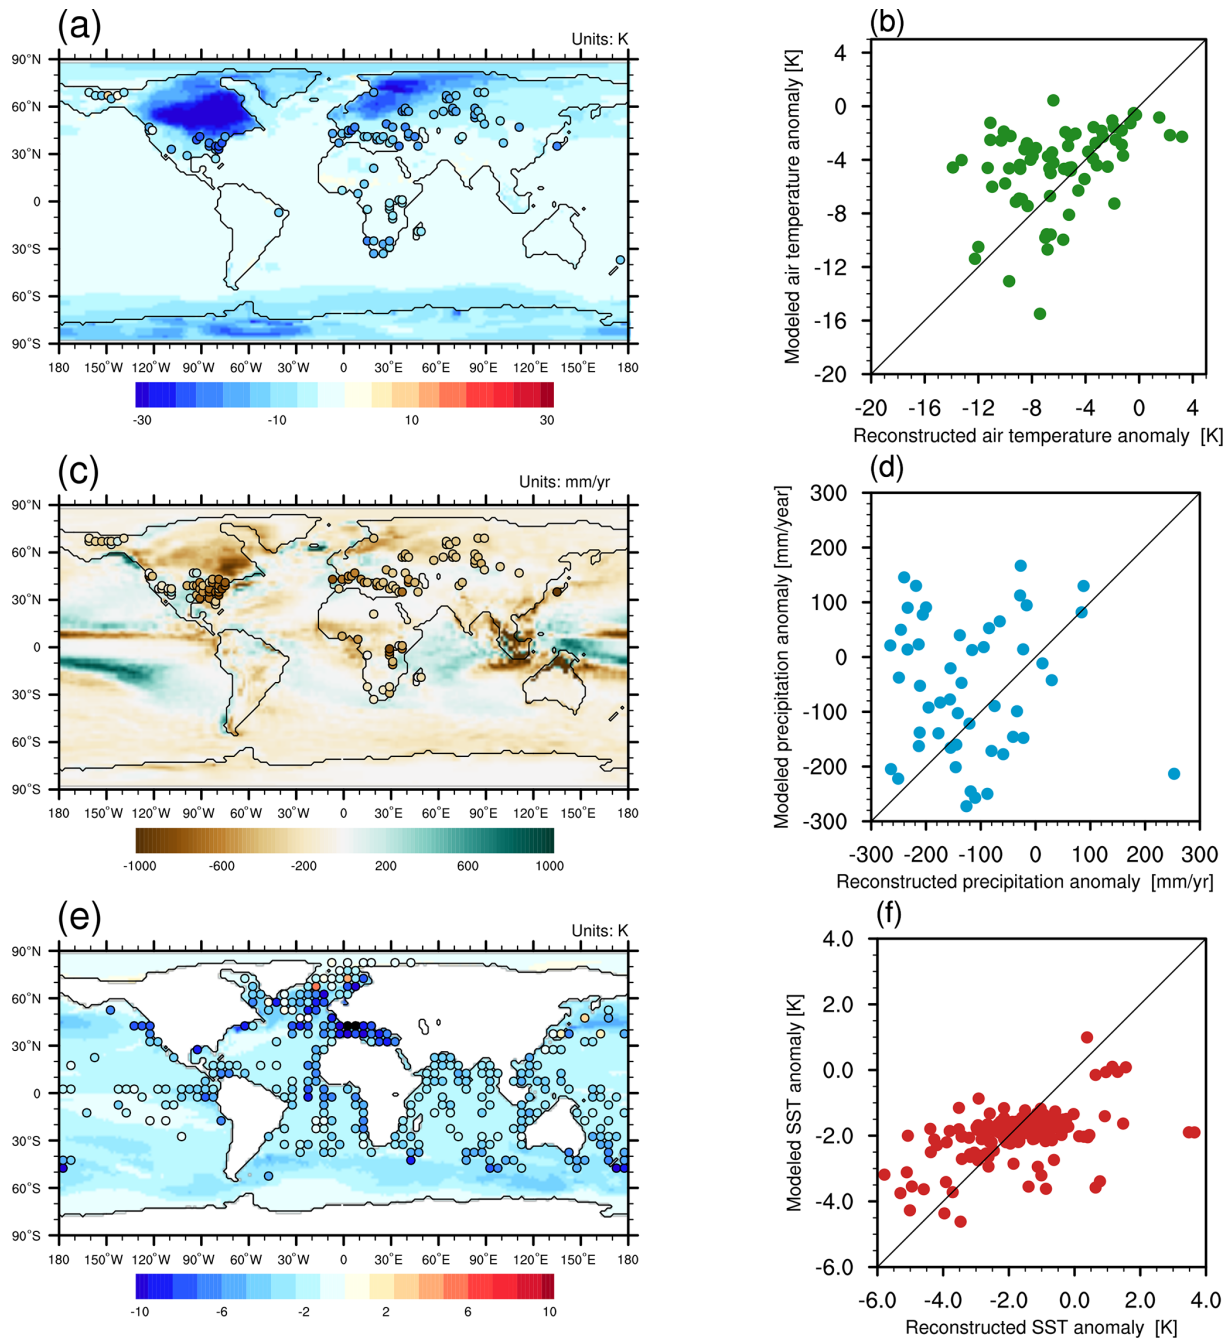 (a)
Units: K
90°N
60°N
30°N
0
30°S
60°S
90°S
180 150°W 120°W 90°W 60°W 30°W 0 30°E 60°E 90°E 120°E 150°E 180
-30 -10 10 30
(b)
Modeled air temperature anomaly [K]
4
0
-4
-8
-12
-16
-20
-20 -16 -12 -8 -4 0 4
Reconstructed air temperature anomaly [K]
(c)
Units: mm/yr
90°N
60°N
30°N
0
30°S
60°S
90°S
180 150°W 120°W 90°W 60°W 30°W 0 30°E 60°E 90°E 120°E 150°E 180
-1000 -600 -200 200 600 1000
(d)
Modeled precipitation anomaly [mm/year]
300
200
100
0
-100
-200
-300
-300 -200 -100 0 100 200 300
Reconstructed precipitation anomaly [mm/yr]
(e)
Units: K
90°N
60°N
30°N
0
30°S
60°S
90°S
180 150°W 120°W 90°W 60°W 30°W 0 30°E 60°E 90°E 120°E 150°E 180
-10 -6 -2 2 6 10
(f)
Modeled SST anomaly [K]
4.0
2.0
0.0
-2.0
-4.0
-6.0
-6.0 -4.0 -2.0 0.0 2.0 4.0
Reconstructed SST anomaly [K]